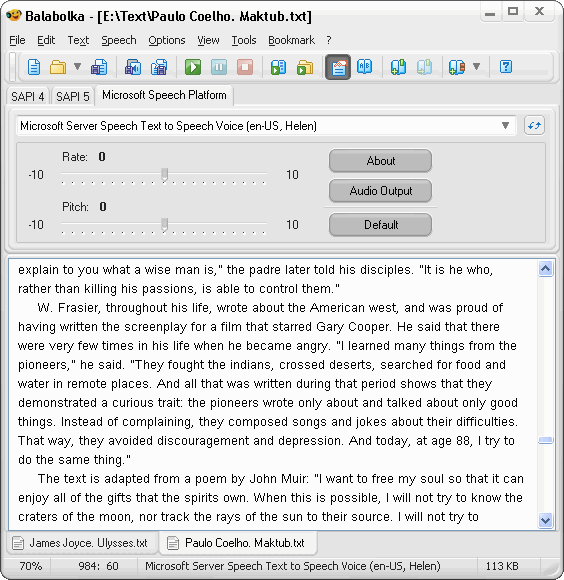 Balabolka - [E:\Text\Paulo Coelho. Maktub.txt]
File Edit Text Speech Options View Tools Bookmark ?
SAPI 4 SAPI 5 Microsoft Speech Platform
Microsoft Server Speech Text to Speech Voice (en-US, Helen)
Rate: 0
-10 10
About
Audio Output
Pitch: 0
-10 10
Default
explain to you what a wise man is," the padre later told his disciples. "It is he who,
rather than killing his passions, is able to control them."
W. Frasier, throughout his life, wrote about the American west, and was proud of
having written the screenplay for a film that starred Gary Cooper. He said that there
were very few times in his life when he became angry. "I learned many things from the
pioneers," he said. "They fought the indians, crossed deserts, searched for food and
water in remote places. And all that was written during that period shows that they
demonstrated a curious trait: the pioneers wrote only about and talked about only good
things. Instead of complaining, they composed songs and jokes about their difficulties.
That way, they avoided discouragement and depression. And today, at age 88, I try to
do the same thing."
The text is adapted from a poem by John Muir: "I want to free my soul so that it can
enjoy all of the gifts that the spirits own. When this is possible, I will not try to know the
craters of the moon, nor track the rays of the sun to their source. I will not try to
James Joyce. Ulysses.txt Paulo Coelho. Maktub.txt
70% 984: 60 Microsoft Server Speech Text to Speech Voice (en-US, Helen) 113 KB